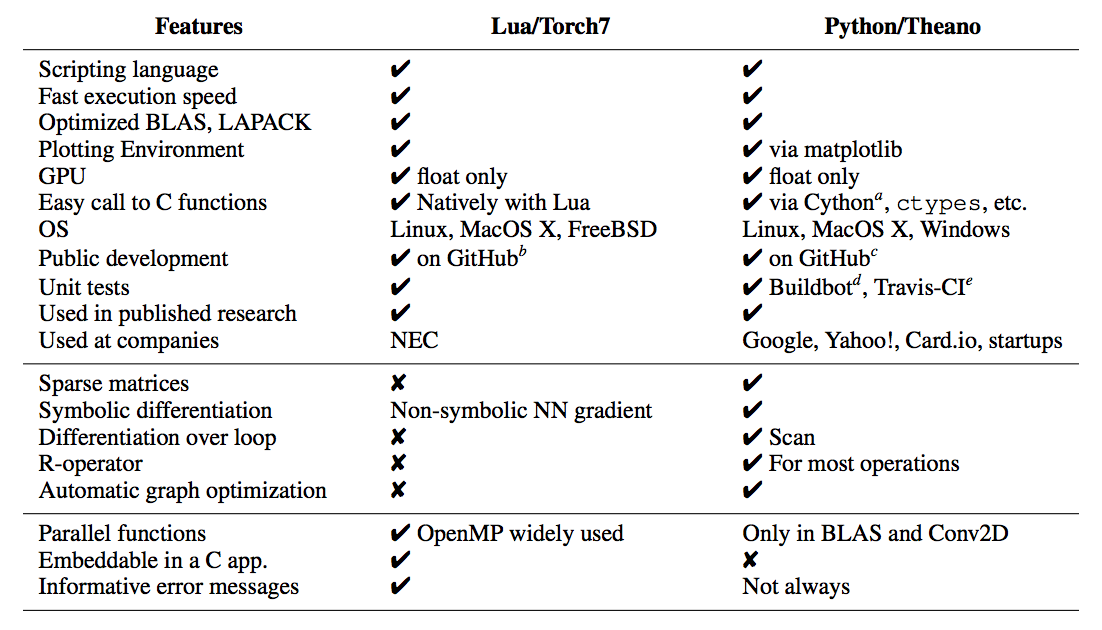 Features Lua/Torch7 Python/Theano
Scripting language ✔ ✔
Fast execution speed ✔ ✔
Optimized BLAS, LAPACK ✔ ✔
Plotting Environment ✔ ✔ via matplotlib
GPU ✔ float only ✔ float only
Easy call to C functions ✔ Natively with Lua ✔ via Cython^a, ctypes, etc.
OS Linux, MacOS X, FreeBSD Linux, MacOS X, Windows
Public development ✔ on GitHub^b ✔ on GitHub^c
Unit tests ✔ ✔ Buildbot^d, Travis-CI^e
Used in published research ✔ ✔
Used at companies NEC Google, Yahoo!, Card.io, startups
Sparse matrices ✘ ✔
Symbolic differentiation Non-symbolic NN gradient ✔
Differentiation over loop ✘ ✔ Scan
R-operator ✘ ✔ For most operations
Automatic graph optimization ✘ ✔
Parallel functions ✔ OpenMP widely used Only in BLAS and Conv2D
Embeddable in a C app. ✔ ✘
Informative error messages ✔ Not always